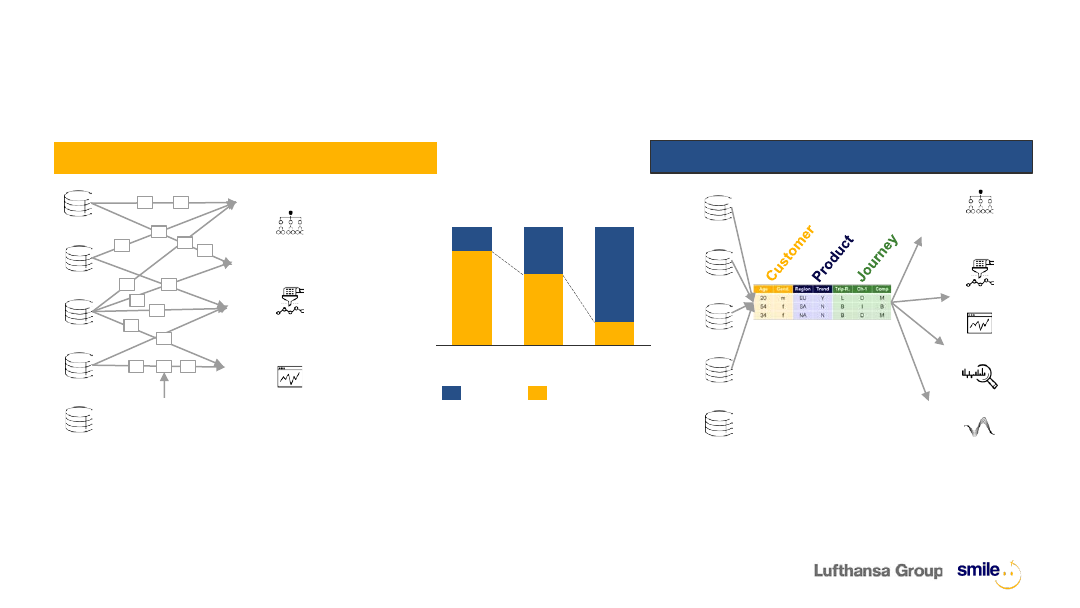 Customer
Product
Journey
Age Gend. Region Trend Trip-R. Ch-1 Comp.
20 m EU Y L D M
54 f SA N B I B
34 f NA N B D M
Lufthansa Group smile